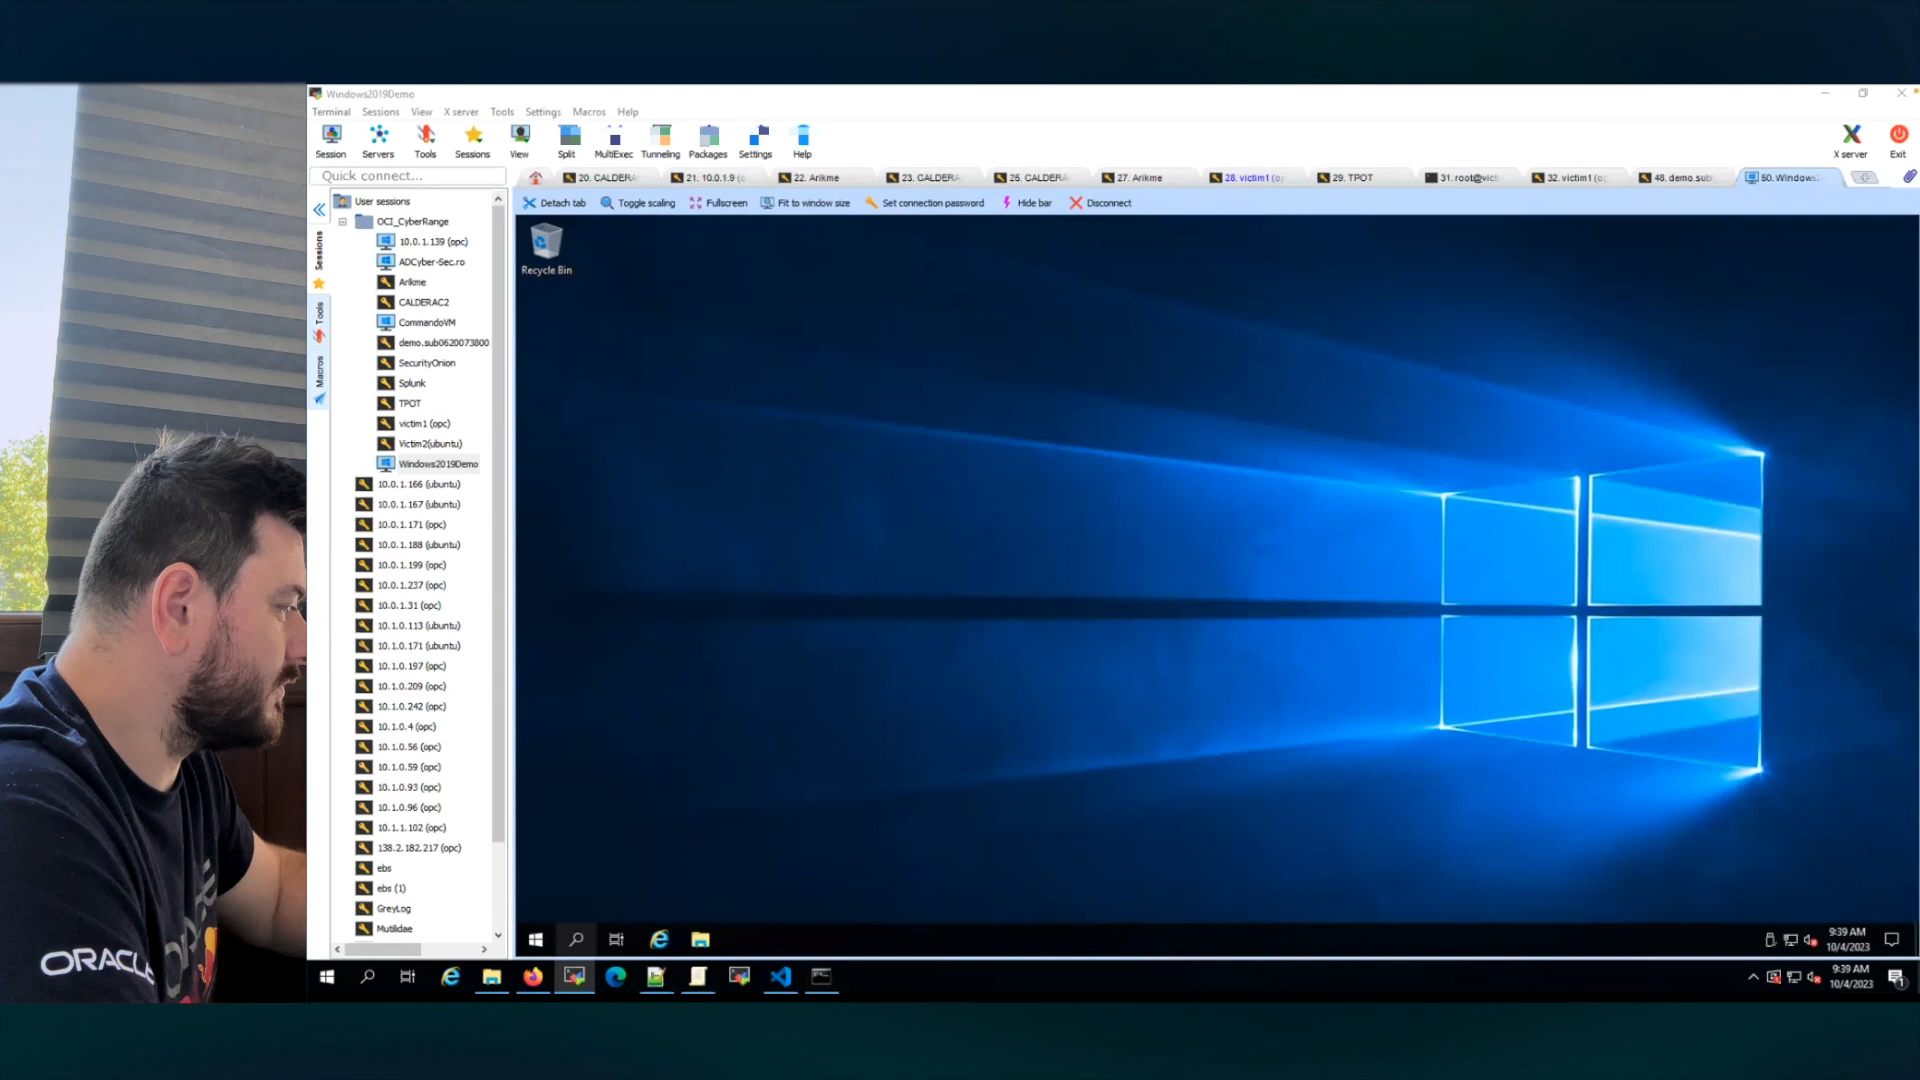 Windows2019Demo
Terminal Sessions View X server Tools Settings Macros Help
Session Servers Tools Sessions View Split MultiExec Tunneling Packages Settings Help X server Exit
Quick connect...
20. CALDERA 21. 10.0.1.9 22. Arikme 23. CALDERA 25. CALDERA 27. Arikme 28. victim1 29. TPOT 31. root@victi 32. victim1 (op 48. demo.sub 50. Windows
Detach tab Toggle scaling Fullscreen Fit to window size Set connection password Hide bar Disconnect
Sessions
Tools
Macros
User sessions
OCI_CyberRange
10.0.1.139 (opc)
ADCyber-Sec.ro
Arikme
CALDERAC2
CommandoVM
demo.sub0620073800
SecurityOnion
Splunk
TPOT
victim1 (opc)
Victim2(ubuntu)
Windows2019Demo
10.0.1.166 (ubuntu)
10.0.1.167 (ubuntu)
10.0.1.171 (opc)
10.0.1.188 (ubuntu)
10.0.1.199 (opc)
10.0.1.237 (opc)
10.0.1.31 (opc)
10.1.0.113 (ubuntu)
10.1.0.171 (ubuntu)
10.1.0.197 (opc)
10.1.0.209 (opc)
10.1.0.242 (opc)
10.1.0.4 (opc)
10.1.0.56 (opc)
10.1.0.59 (opc)
10.1.0.93 (opc)
10.1.0.96 (opc)
10.1.1.102 (opc)
138.2.182.217 (opc)
ebs
ebs (1)
GreyLog
Mutilidae
Recycle Bin
9:39 AM
10/4/2023
9:39 AM
10/4/2023
1
ORACLE